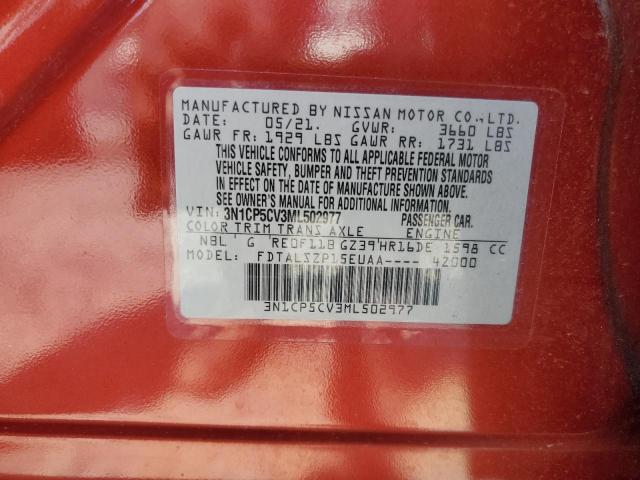 MANUFACTURED BY NISSAN MOTOR CO.,LTD.
DATE: 05/21. GVWR: 3660 LBS
GAWR FR: 1929 LBS GAWR RR: 1731 LBS
THIS VEHICLE CONFORMS TO ALL APPLICABLE FEDERAL MOTOR
VEHICLE SAFETY, BUMPER AND THEFT PREVENTION STANDARDS
IN EFFECT ON THE DATE OF MANUFACTURE SHOWN ABOVE.
SEE OWNER'S MANUAL FOR ADDITIONAL INFORMATION.
VIN: 3N1CP5CV3ML502977 PASSENGER CAR.
COLOR TRIM TRANS AXLE ENGINE
NBL G RE0F11B GZ39 HR16DE 1598 CC
FDTALSZP15EUAA---- 42000
3N1CP5CV3ML502977